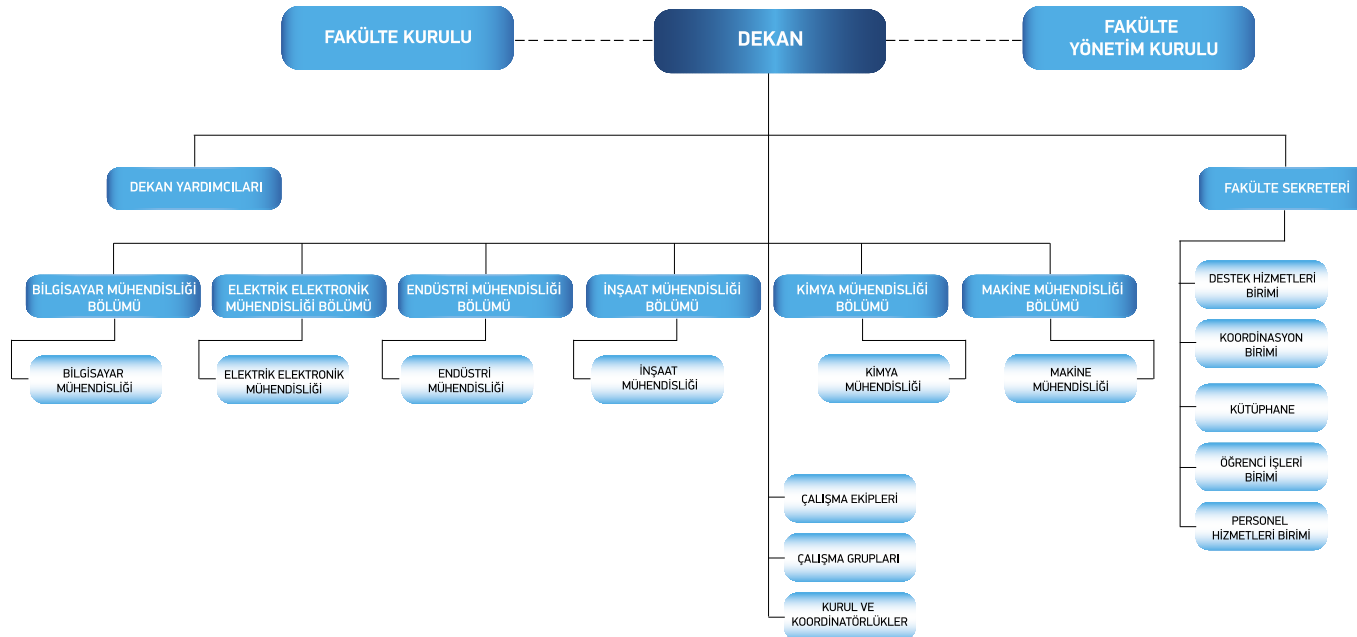 FAKÜLTE KURULU
DEKAN
FAKÜLTE
YÖNETİM KURULU
DEKAN YARDIMCILARI
FAKÜLTE SEKRETERİ
BİLGİSAYAR MÜHENDİSLİĞİ
BÖLÜMÜ
ELEKTRİK ELEKTRONİK
MÜHENDİSLİĞİ BÖLÜMÜ
ENDÜSTRİ MÜHENDİSLİĞİ
BÖLÜMÜ
İNŞAAT MÜHENDİSLİĞİ
BÖLÜMÜ
KİMYA MÜHENDİSLİĞİ
BÖLÜMÜ
MAKİNE MÜHENDİSLİĞİ
BÖLÜMÜ
BİLGİSAYAR
MÜHENDİSLİĞİ
ELEKTRİK ELEKTRONİK
MÜHENDİSLİĞİ
ENDÜSTRİ
MÜHENDİSLİĞİ
İNŞAAT
MÜHENDİSLİĞİ
KİMYA
MÜHENDİSLİĞİ
MAKİNE
MÜHENDİSLİĞİ
DESTEK HİZMETLERİ
BİRİMİ
KOORDİNASYON
BİRİMİ
KÜTÜPHANE
ÖĞRENCİ İŞLERİ
BİRİMİ
PERSONEL
HİZMETLERİ BİRİMİ
ÇALIŞMA EKİPLERİ
ÇALIŞMA GRUPLARI
KURUL VE
KOORDİNATÖRLÜKLER